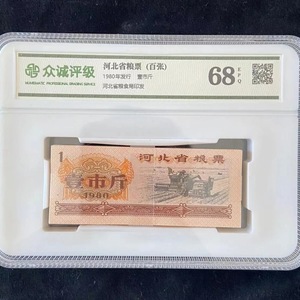 众诚评级
NUMISMATIC PROFESSIONAL GRADING SERVICE
河北省粮票（百张）
1980年发行 壹市斤
河北省粮食局印发
68 EPQ
1 河北省粮票
壹市斤
1980